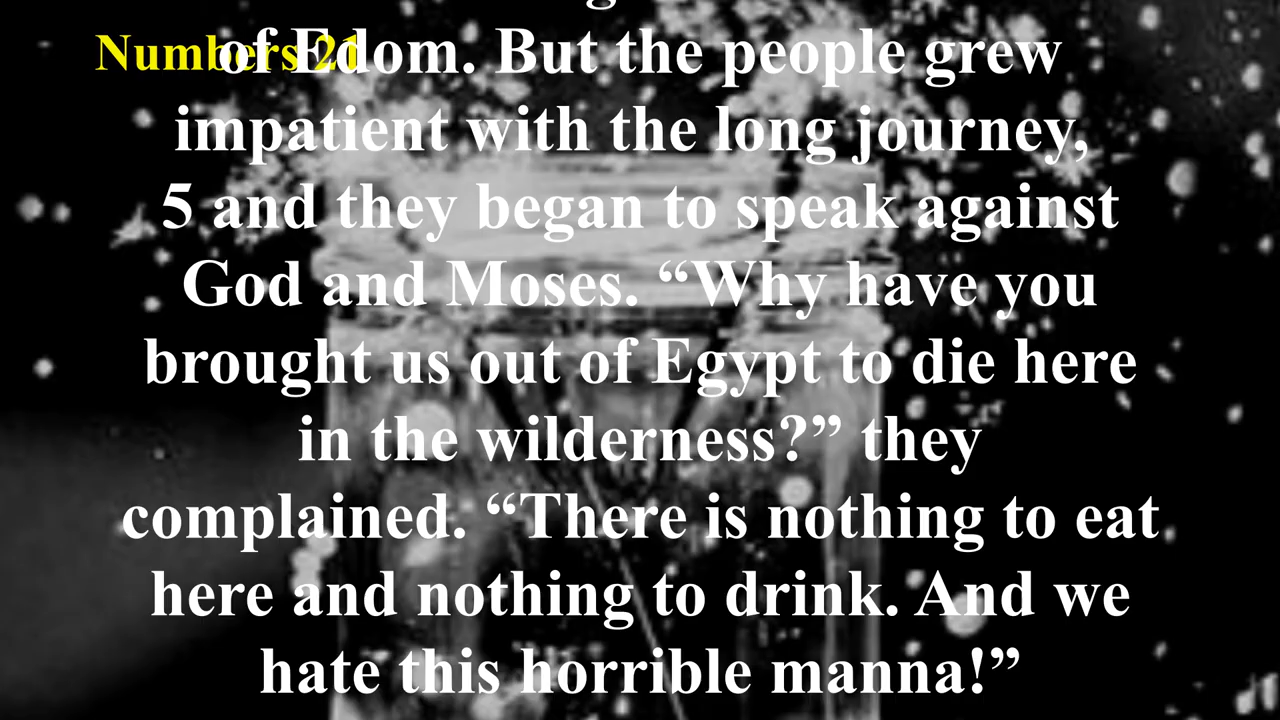 Numbers 21
of Edom. But the people grew
impatient with the long journey,
5 and they began to speak against
God and Moses. “Why have you
brought us out of Egypt to die here
in the wilderness?” they
complained. “There is nothing to eat
here and nothing to drink. And we
hate this horrible manna!”